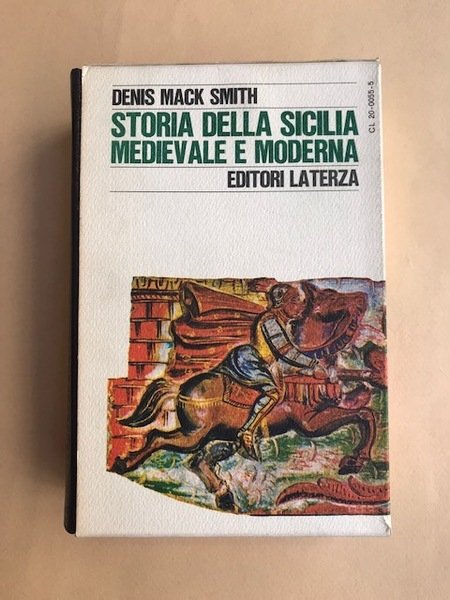 DENIS MACK SMITH
STORIA DELLA SICILIA
MEDIEVALE E MODERNA
EDITORI LATERZA
CL 20-0055-5